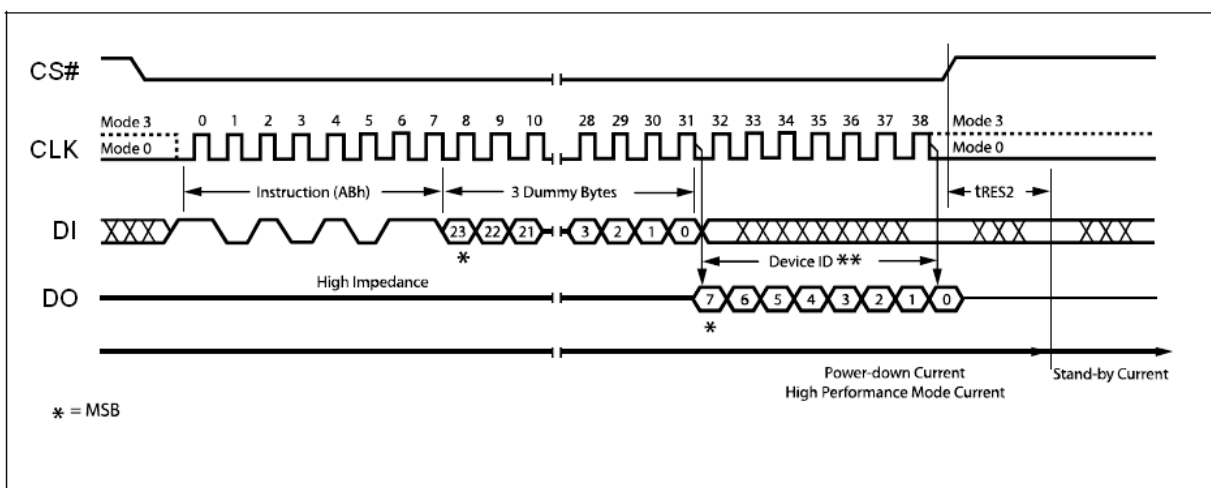 CS#
Mode 3
0 1 2 3 4 5 6 7 8 9 10 28 29 30 31 32 33 34 35 36 37 38
Mode 3
CLK
Mode 0
Mode 0
Instruction (ABh)
3 Dummy Bytes
tRES2
DI
23 22 21 3 2 1 0
*
Device ID **
High Impedance
DO
7 6 5 4 3 2 1 0
*
Power-down Current
High Performance Mode Current
Stand-by Current
* = MSB